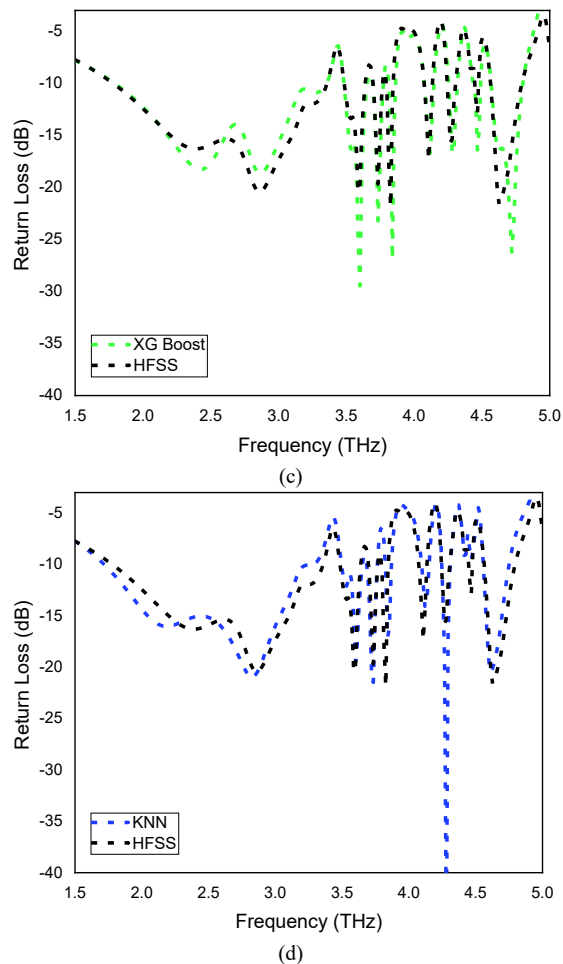 -5
-10
-15
-20
-25
-30
-35
-40
Return Loss (dB)
XG Boost
HFSS
1.5 2.0 2.5 3.0 3.5 4.0 4.5 5.0
Frequency (THz)
(c)
-5
-10
-15
-20
-25
-30
-35
-40
Return Loss (dB)
KNN
HFSS
1.5 2.0 2.5 3.0 3.5 4.0 4.5 5.0
Frequency (THz)
(d)